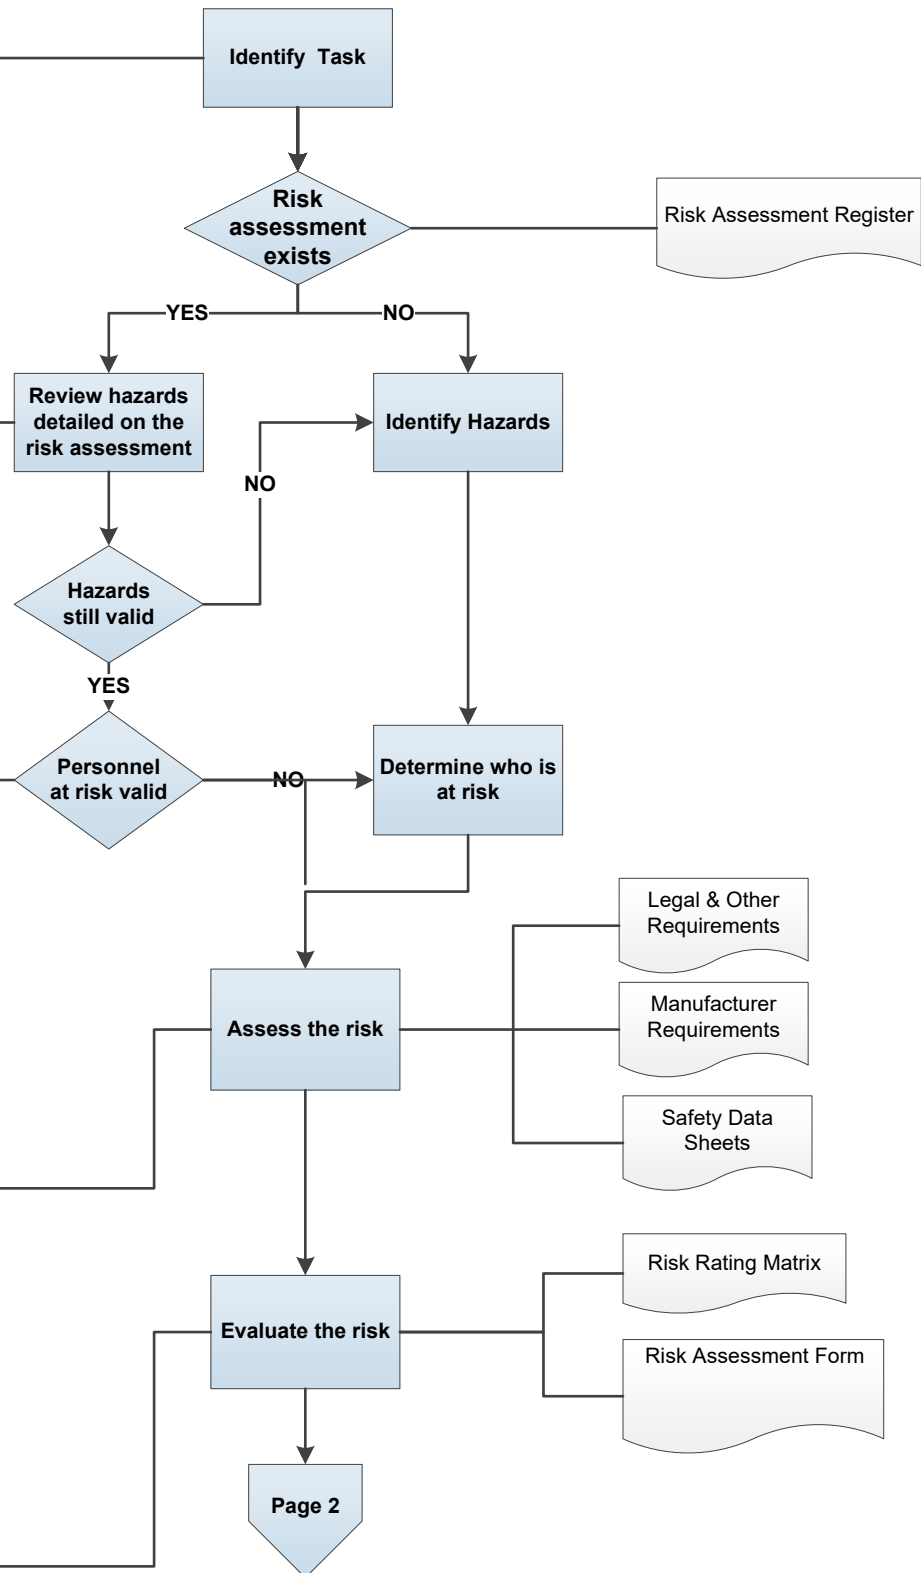 Identify  Task
Risk
assessment
exists
Risk Assessment Register
YES
NO
Review hazards
detailed on the
risk assessment
Identify Hazards
NO
Hazards
still valid
YES
Personnel
at risk valid
NO
Determine who is
at risk
Legal & Other
Requirements
Assess the risk
Manufacturer
Requirements
Safety Data
Sheets
Risk Rating Matrix
Evaluate the risk
Risk Assessment Form
Page 2